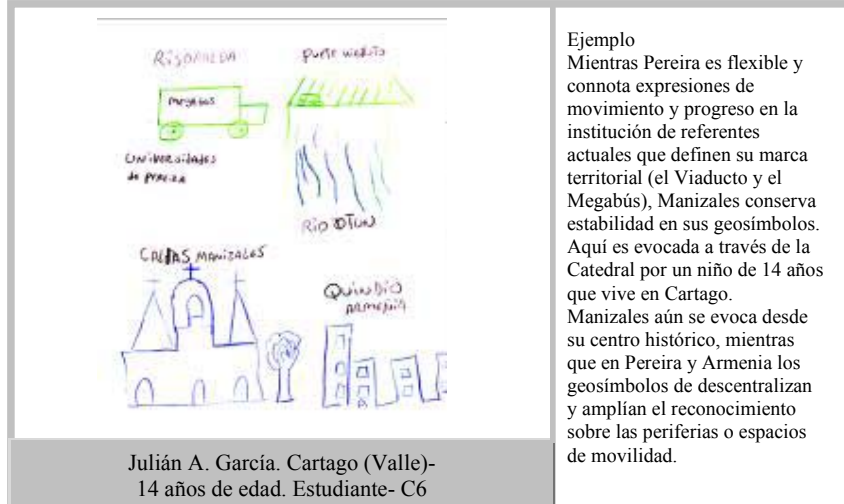 RISARALDA
megabus
UNIVERSIDADES
de PEREIRA
RIO OTUN
CALDAS MANIZALES
QUINDIO
ARMENIA
Julián A. García. Cartago (Valle)-
14 años de edad. Estudiante- C6
Ejemplo
Mientras Pereira es flexible y
connota expresiones de
movimiento y progreso en la
institución de referentes
actuales que definen su marca
territorial (el Viaducto y el
Megabús), Manizales conserva
estabilidad en sus geosímbolos.
Aquí es evocada a través de la
Catedral por un niño de 14 años
que vive en Cartago.
Manizales aún se evoca desde
su centro histórico, mientras
que en Pereira y Armenia los
geosímbolos de descentralizan
y amplían el reconocimiento
sobre las periferias o espacios
de movilidad.